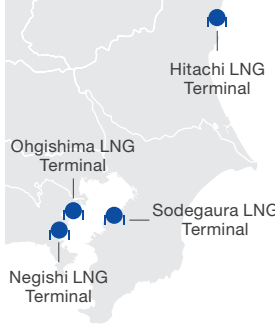 Hitachi LNG
Terminal
Ohgishima LNG
Terminal
Sodegaura LNG
Terminal
Negishi LNG
Terminal